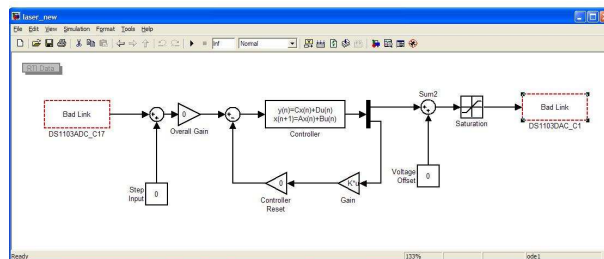 laser_new
File Edit View Simulation Format Tools Help
inf Normal
RTI Data
Bad Link
DS1103ADC_C17
0
Overall Gain
y(n)=Cx(n)+Du(n)
x(n+1)=Ax(n)+Bu(n)
Controller
Sum2
Saturation
Bad Link
DS1103DAC_C1
Step
Input
0
0
Controller
Reset
K*u
Gain
Voltage
Offset
0
Ready
133%
ode1